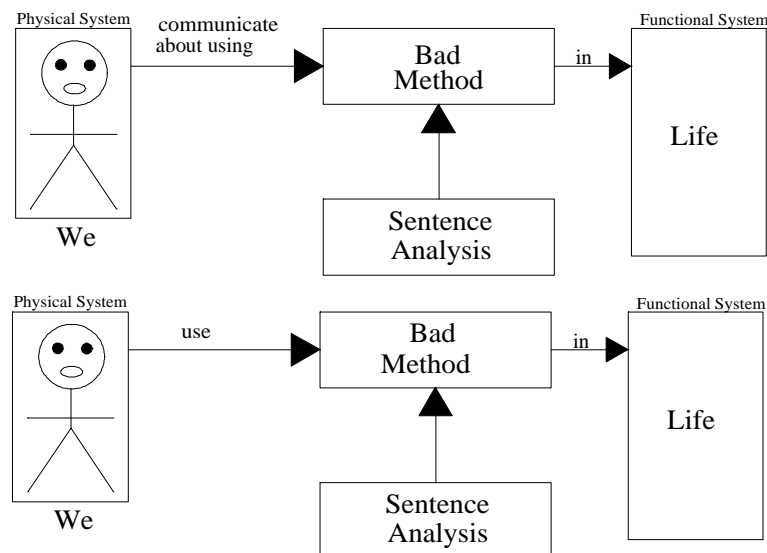 Physical System
communicate
about using
Bad
Method
in
Functional System
Life
Sentence
Analysis
We
Physical System
use
Bad
Method
in
Functional System
Life
Sentence
Analysis
We